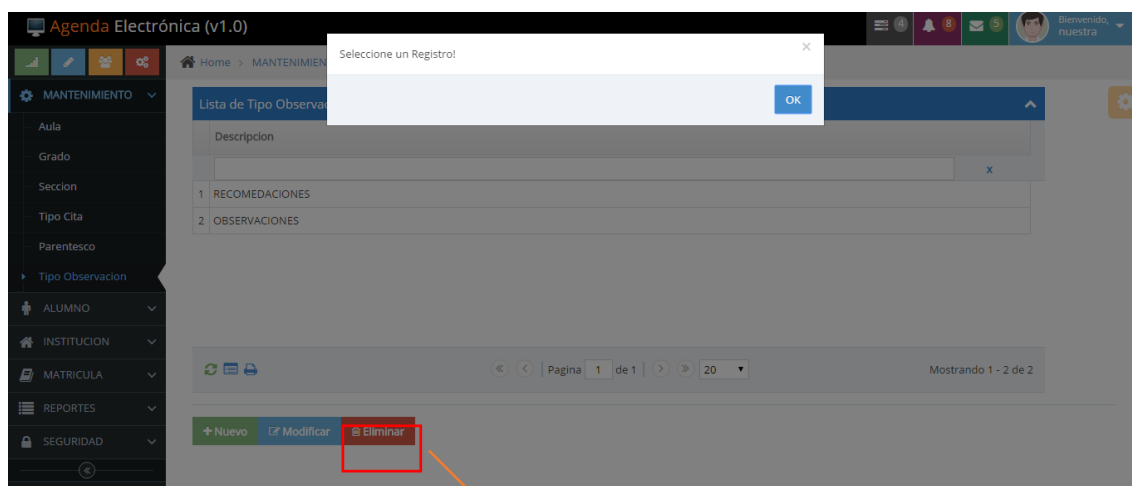 Agenda Electrónica (v1.0)
4
8
5
Bienvenido,
nuestra
Home > MANTENIMIEN
Seleccione un Registro!
×
OK
MANTENIMIENTO
Aula
Grado
Seccion
Tipo Cita
Parentesco
Tipo Observacion
ALUMNO
INSTITUCION
MATRICULA
REPORTES
SEGURIDAD
Lista de Tipo Observac
Descripcion
x
1 RECOMEDACIONES
2 OBSERVACIONES
Pagina 1 de 1 20
Mostrando 1 - 2 de 2
+Nuevo Modificar Eliminar